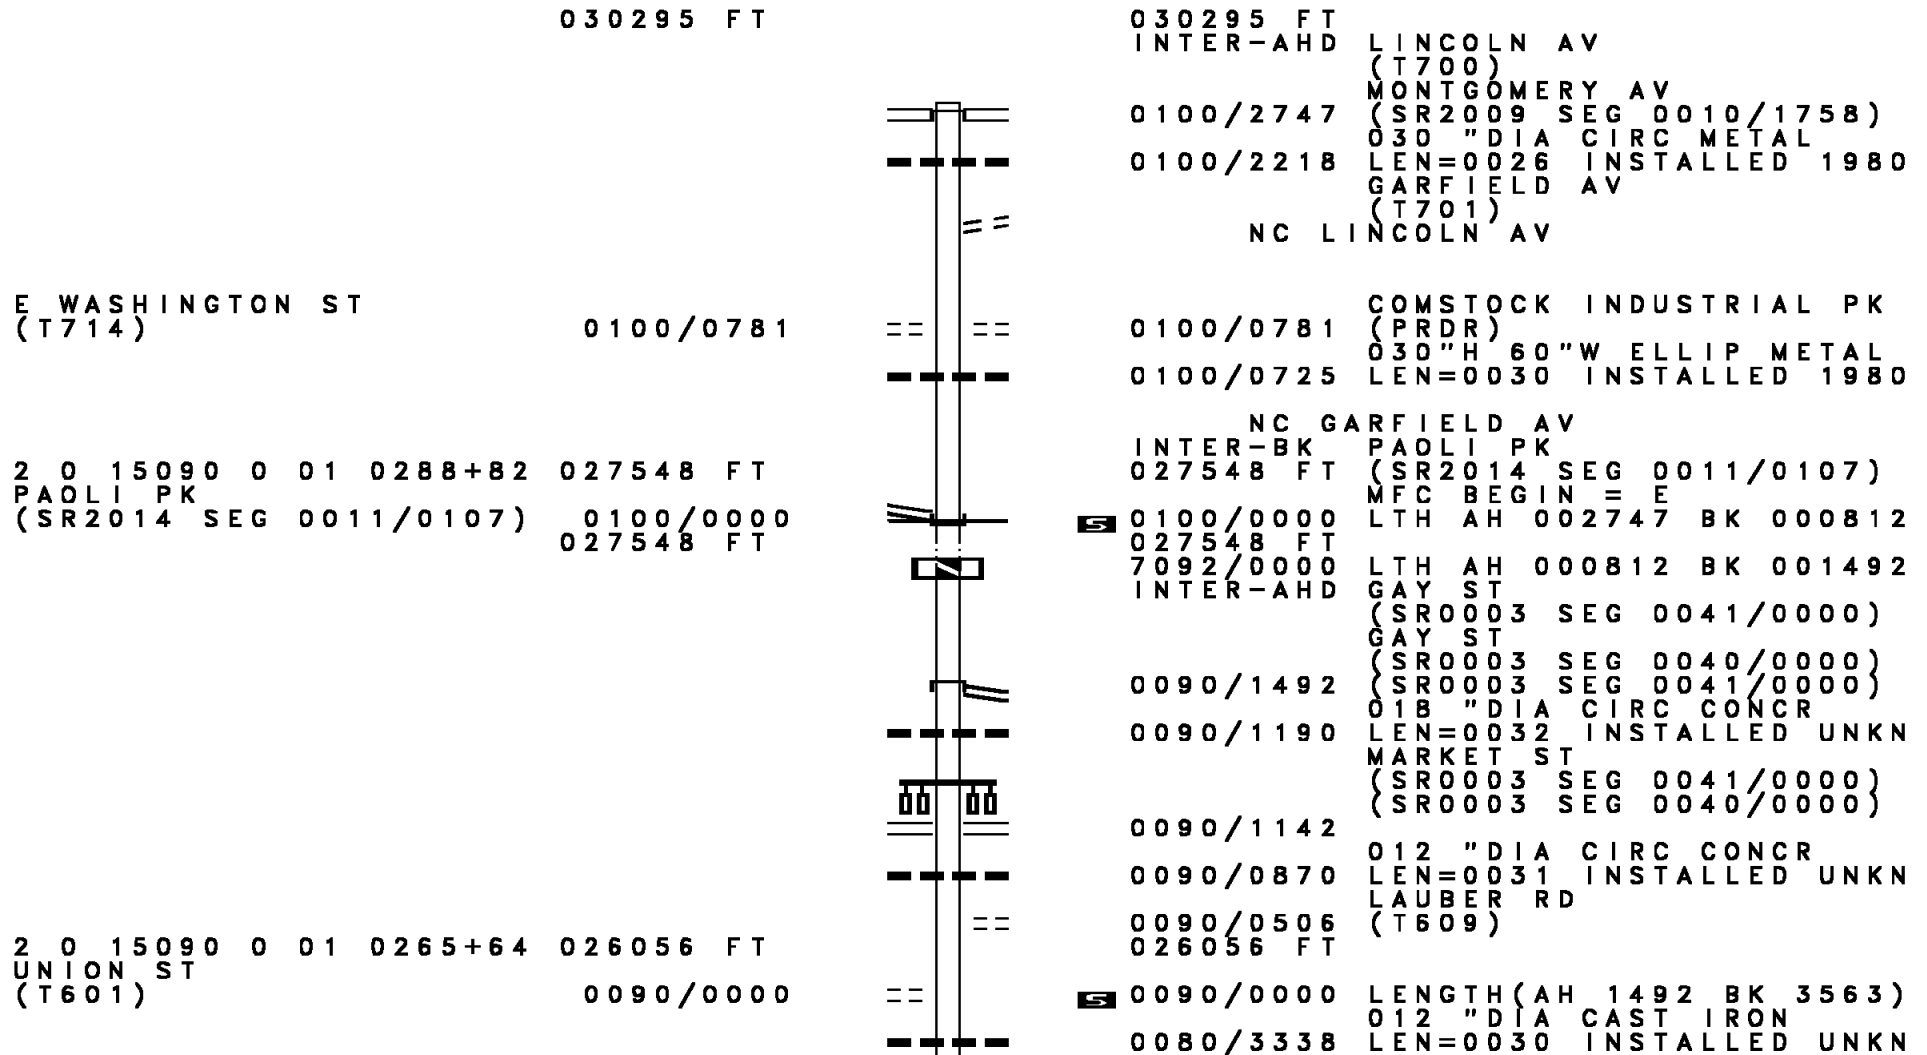 030295 FT 030295 FT
INTER-AHD LINCOLN AV
(T700)
MONTGOMERY AV
0100/2747 (SR2009 SEG 0010/1758)
030 "DIA CIRC METAL
0100/2218 LEN=0026 INSTALLED 1980
GARFIELD AV
(T701)
NC LINCOLN AV
E WASHINGTON ST COMSTOCK INDUSTRIAL PK
(T714) 0100/0781 0100/0781 (PRDR)
030"H 60"W ELLIP METAL
0100/0725 LEN=0030 INSTALLED 1980
NC GARFIELD AV
INTER-BK PAOLI PK
2 0 15090 0 01 0288+82 027548 FT 027548 FT (SR2014 SEG 0011/0107)
PAOLI PK MFC BEGIN = E
(SR2014 SEG 0011/0107) 0100/0000 S 0100/0000 LTH AH 002747 BK 000812
027548 FT 027548 FT
7092/0000 LTH AH 000812 BK 001492
INTER-AHD GAY ST
(SR0003 SEG 0041/0000)
GAY ST
(SR0003 SEG 0040/0000)
0090/1492 (SR0003 SEG 0041/0000)
018 "DIA CIRC CONCR
0090/1190 LEN=0032 INSTALLED UNKN
MARKET ST
(SR0003 SEG 0041/0000)
(SR0003 SEG 0040/0000)
0090/1142
012 "DIA CIRC CONCR
0090/0870 LEN=0031 INSTALLED UNKN
LAUBER RD
0090/0506 (T609)
2 0 15090 0 01 0265+64 026056 FT 026056 FT
UNION ST
(T601) 0090/0000 S 0090/0000 LENGTH(AH 1492 BK 3563)
012 "DIA CAST IRON
0080/3338 LEN=0030 INSTALLED UNKN